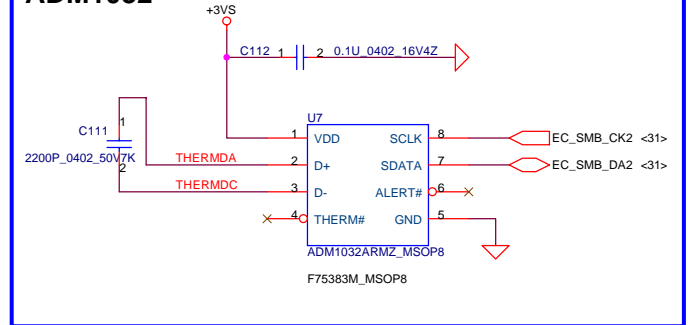 +3VS
C112 1 2 0.1U_0402_16V4Z
U7
C111
1
2
2200P_0402_50V7K
1 VDD SCLK 8 EC_SMB_CK2 <31>
THERMDA 2 D+ SDATA 7 EC_SMB_DA2 <31>
THERMDC 3 D- ALERT# 6
4 THERM# GND 5
ADM1032ARMZ_MSOP8
F75383M_MSOP8